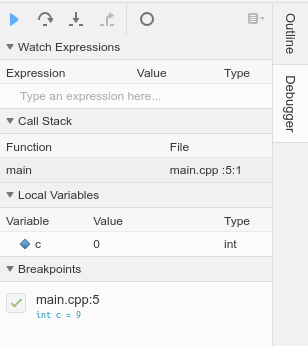 Watch Expressions
Expression Value Type
Type an expression here...
Call Stack
Function File
main main.cpp :5:1
Local Variables
Variable Value Type
c 0 int
Breakpoints
main.cpp:5
int c = 9
Outline
Debugger